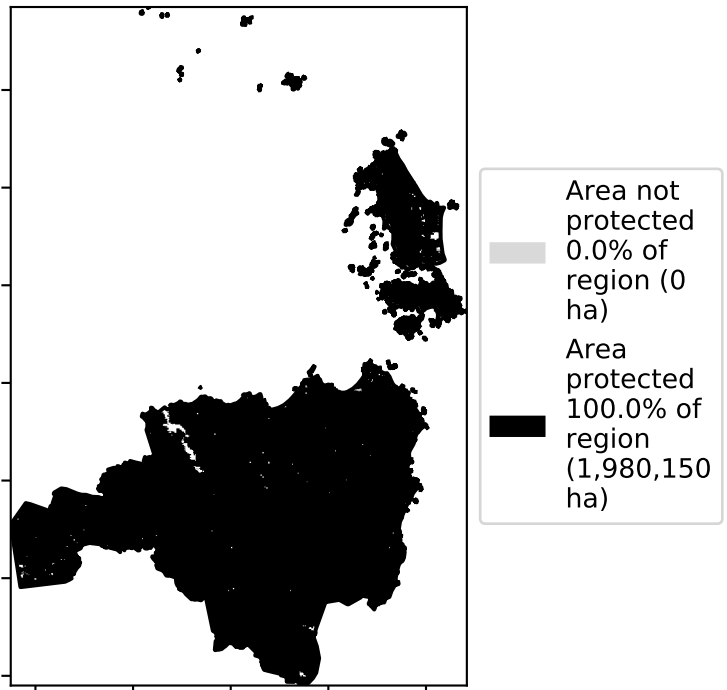 Area not
protected
0.0% of
region (0
ha)
Area
protected
100.0% of
region
(1,980,150
ha)